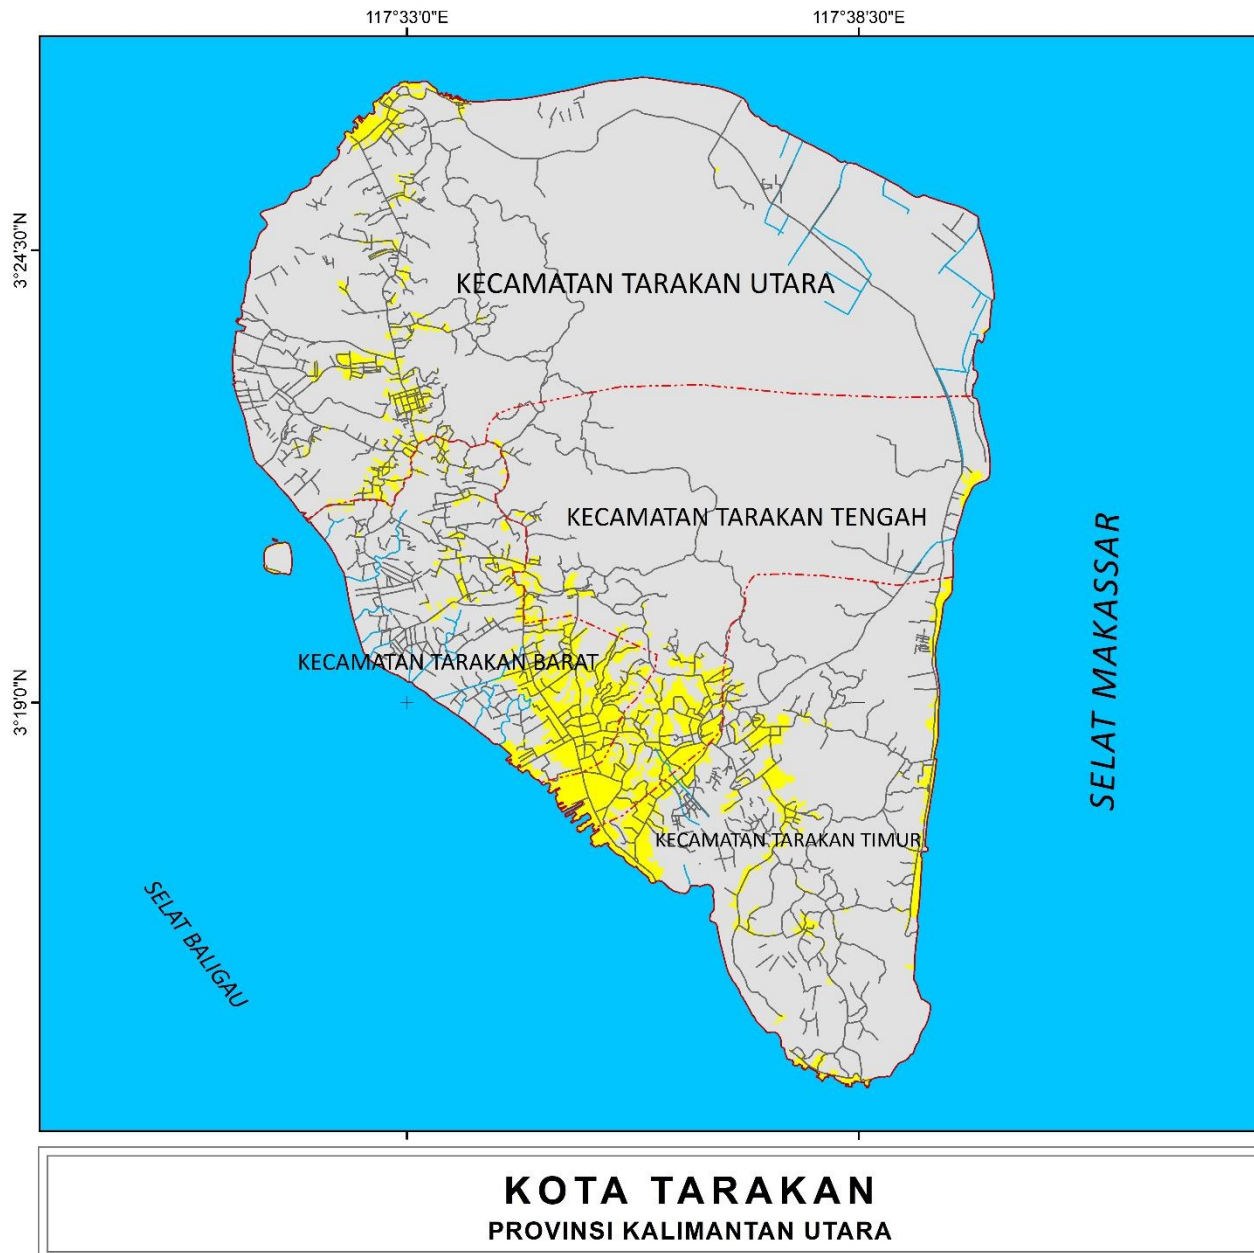 117°33'0"E
117°38'30"E
3°24'30"N
KECAMATAN TARAKAN UTARA
KECAMATAN TARAKAN TENGAH
SELAT MAKASSAR
KECAMATAN TARAKAN BARAT
3°19'0"N
KECAMATAN TARAKAN TIMUR
SELAT BALIGAU
KOTA TARAKAN
PROVINSI KALIMANTAN UTARA